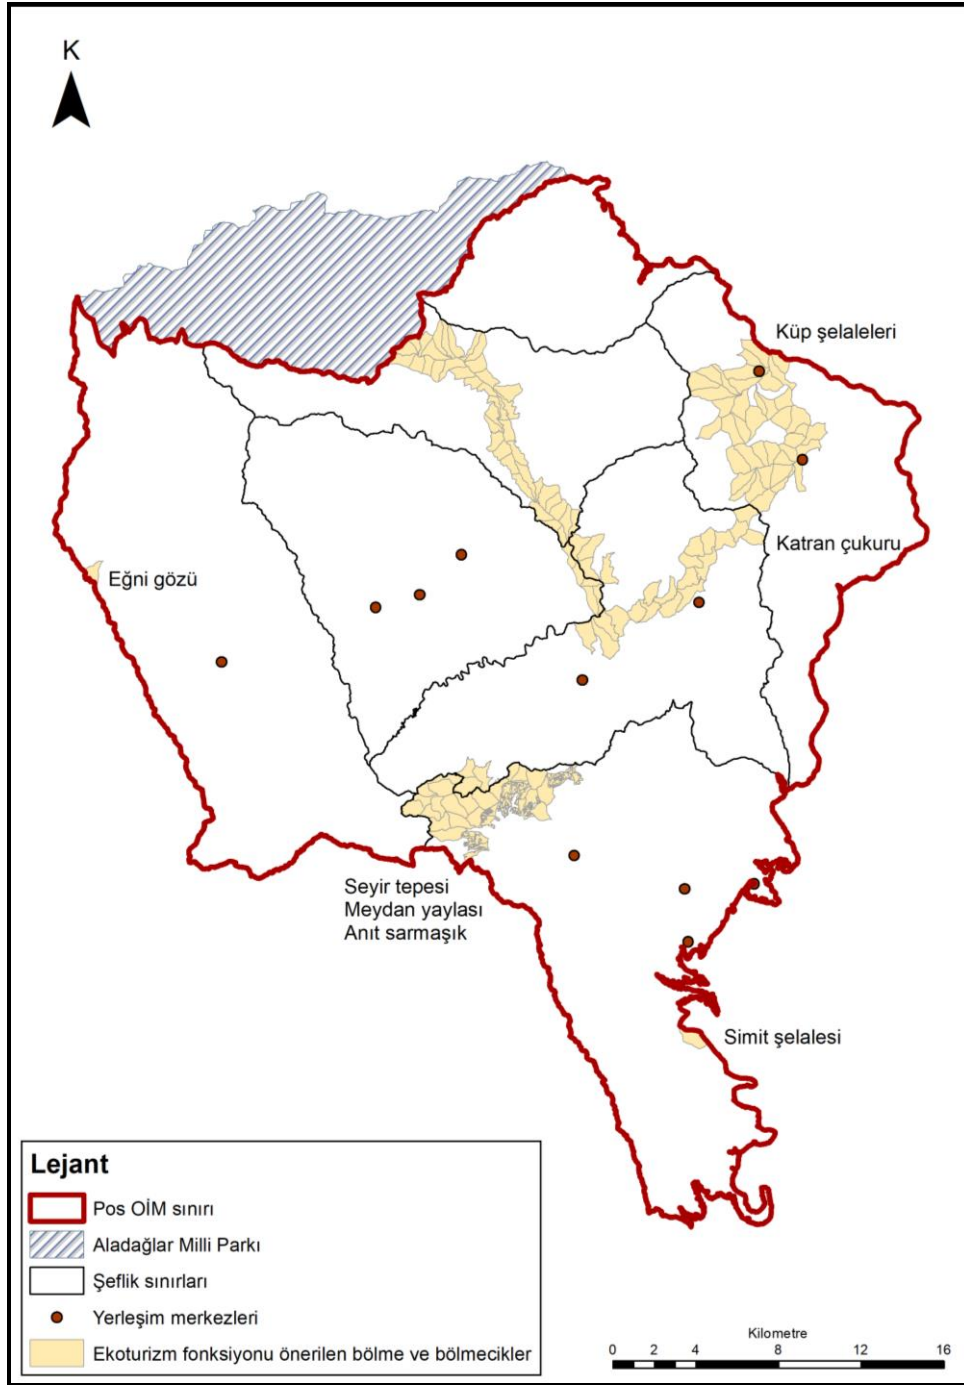 K
Küp şelaleleri
Katran çukuru
Eğni gözü
Seyir tepesi
Meydan yaylası
Anıt sarmaşık
Simit şelalesi
Lejant
Pos OİM sınırı
Aladağlar Milli Parkı
Şeflik sınırları
Yerleşim merkezleri
Ekoturizm fonksiyonu önerilen bölme ve bölmecikler
Kilometre
0 2 4 8 12 16